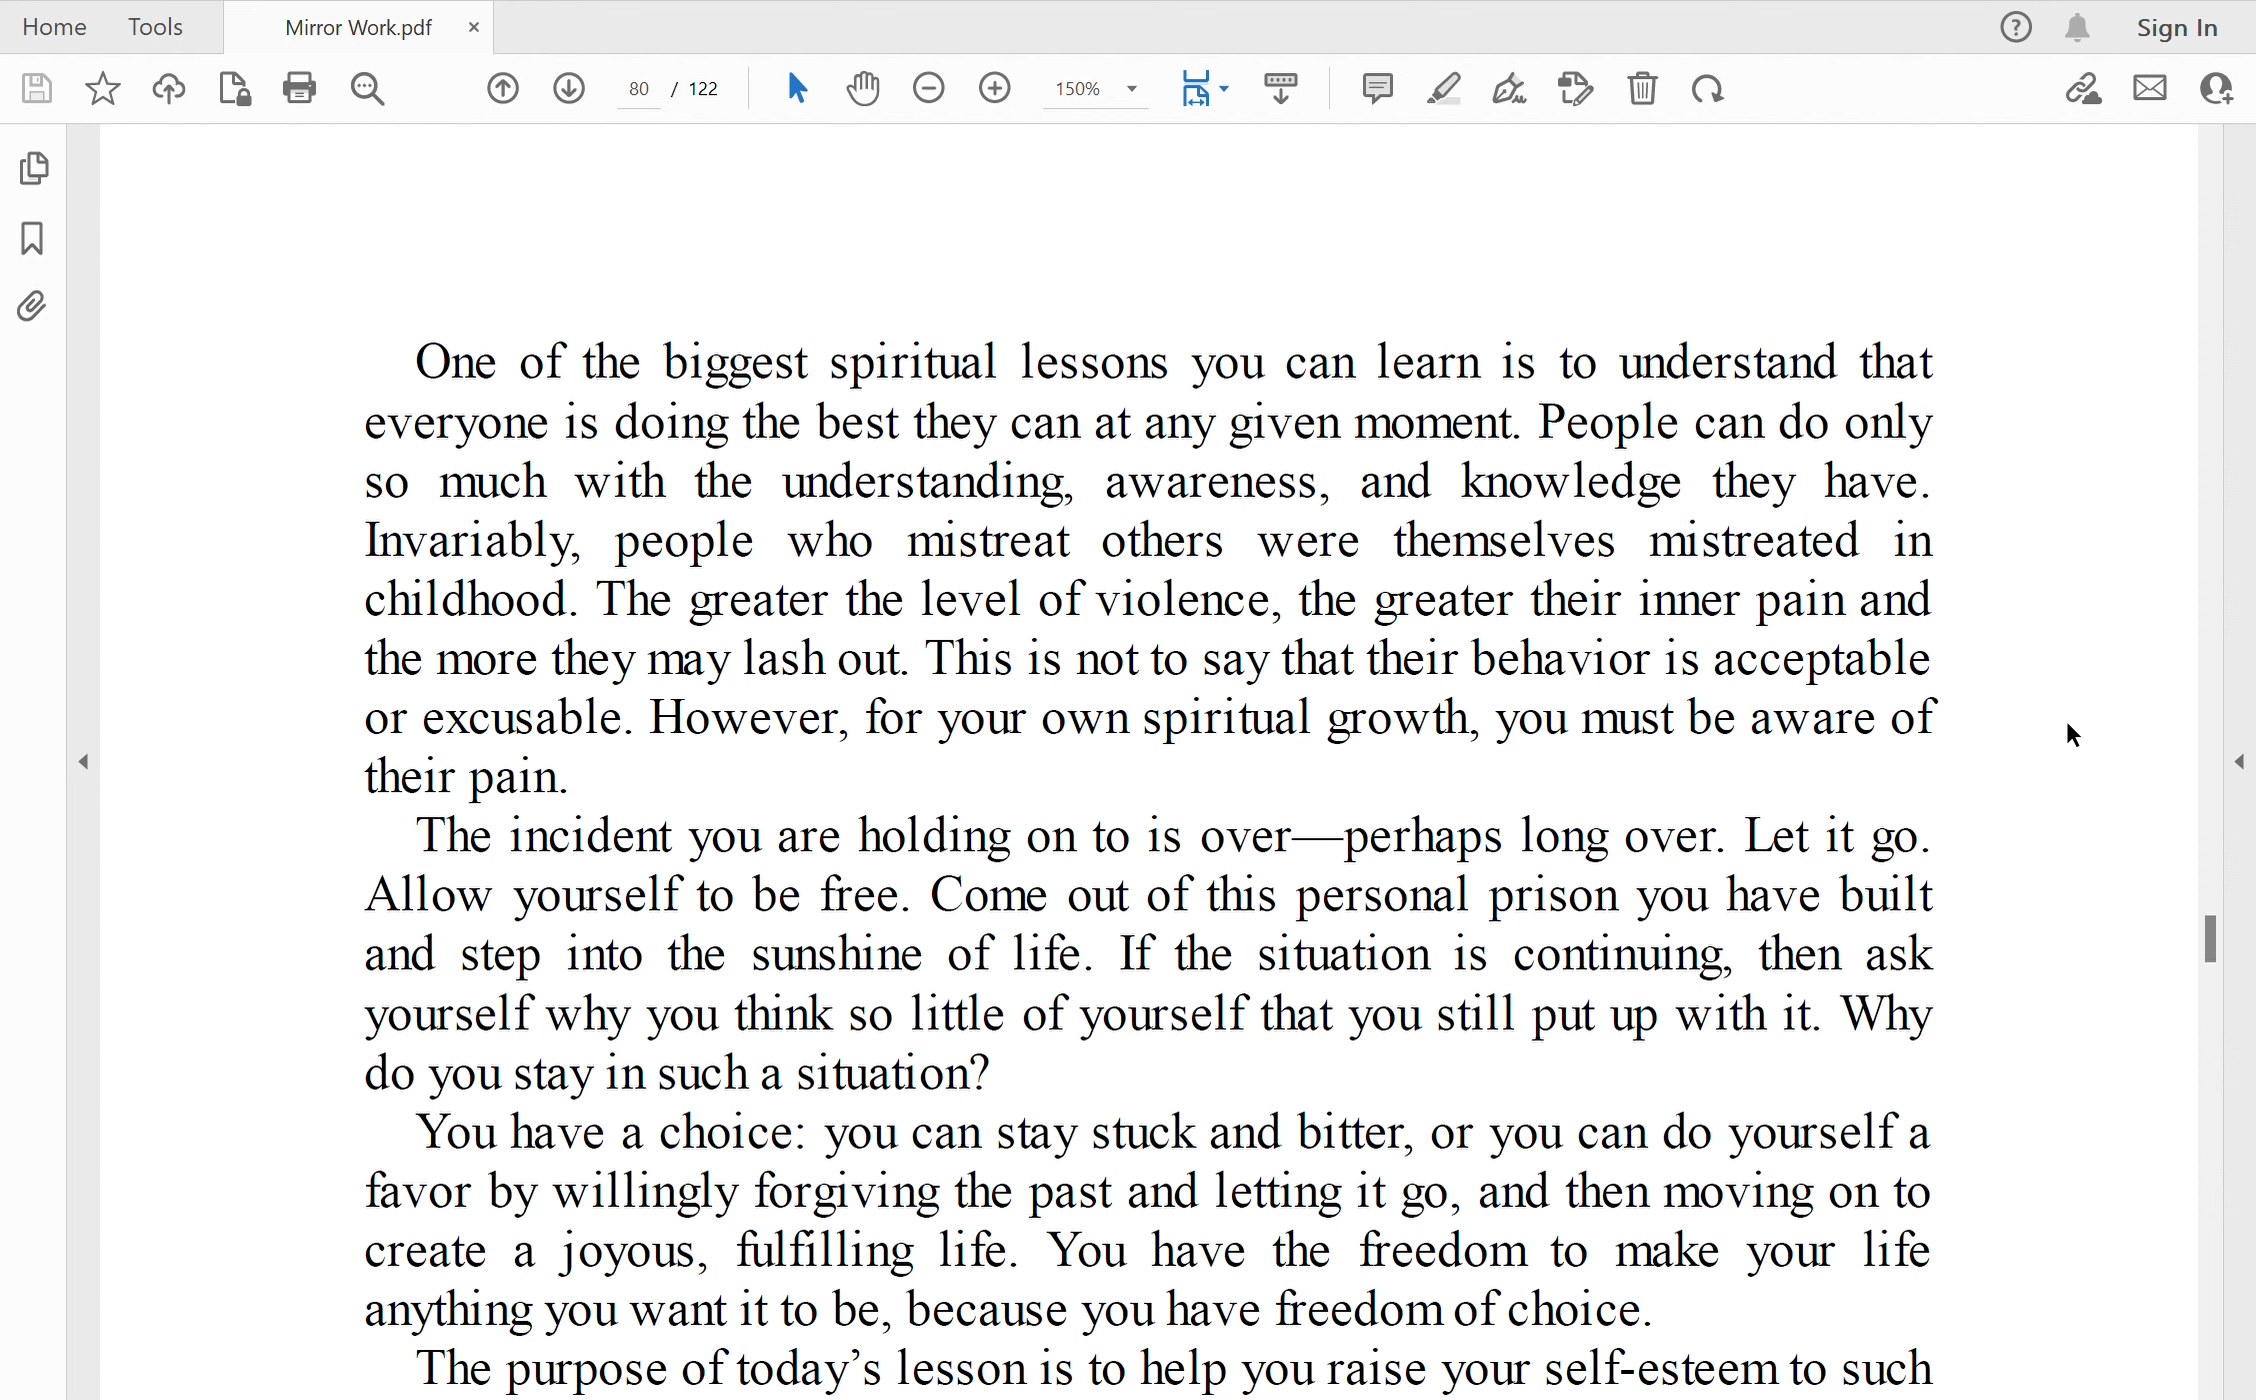 Home Tools Mirror Work.pdf × Sign In
80 / 122 150%
One of the biggest spiritual lessons you can learn is to understand that
everyone is doing the best they can at any given moment. People can do only
so much with the understanding, awareness, and knowledge they have.
Invariably, people who mistreat others were themselves mistreated in
childhood. The greater the level of violence, the greater their inner pain and
the more they may lash out. This is not to say that their behavior is acceptable
or excusable. However, for your own spiritual growth, you must be aware of
their pain.
The incident you are holding on to is over—perhaps long over. Let it go.
Allow yourself to be free. Come out of this personal prison you have built
and step into the sunshine of life. If the situation is continuing, then ask
yourself why you think so little of yourself that you still put up with it. Why
do you stay in such a situation?
You have a choice: you can stay stuck and bitter, or you can do yourself a
favor by willingly forgiving the past and letting it go, and then moving on to
create a joyous, fulfilling life. You have the freedom to make your life
anything you want it to be, because you have freedom of choice.
The purpose of today’s lesson is to help you raise your self-esteem to such